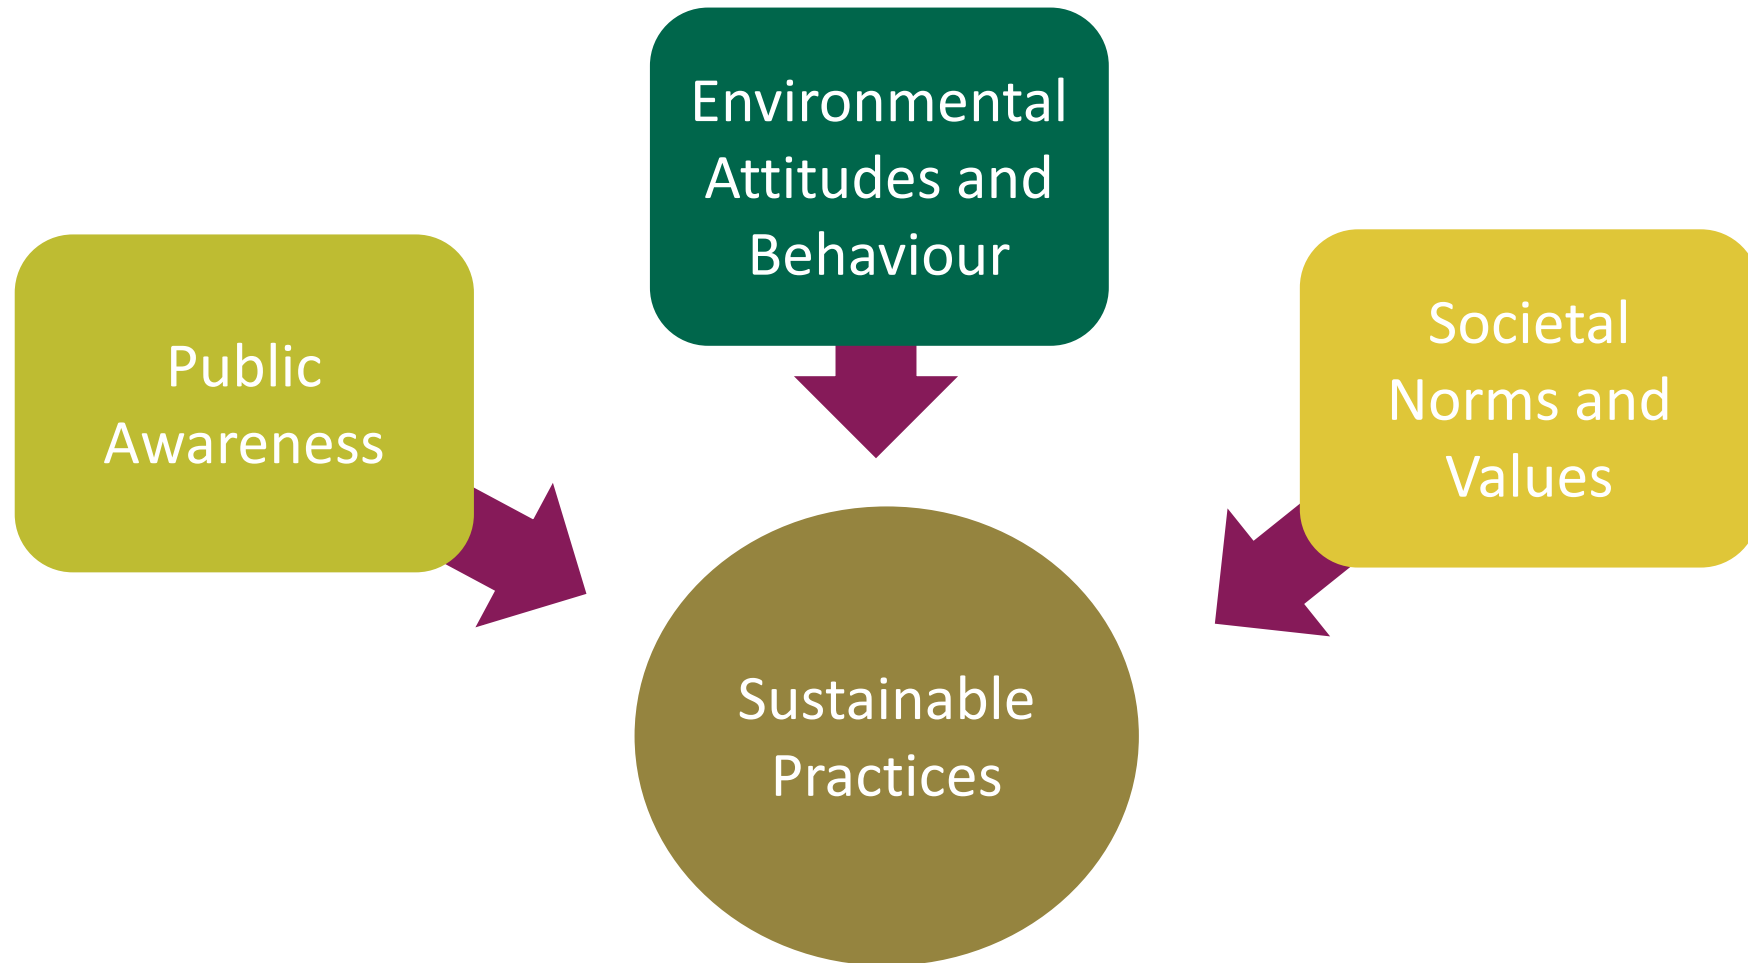 Environmental
Attitudes and
Behaviour
Public
Awareness
Societal
Norms and
Values
Sustainable
Practices